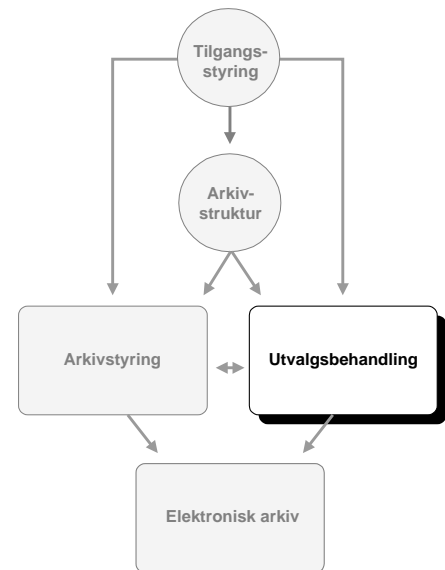 Tilgangs-
styring
Arkiv-
struktur
Arkivstyring
Utvalgsbehandling
Elektronisk arkiv